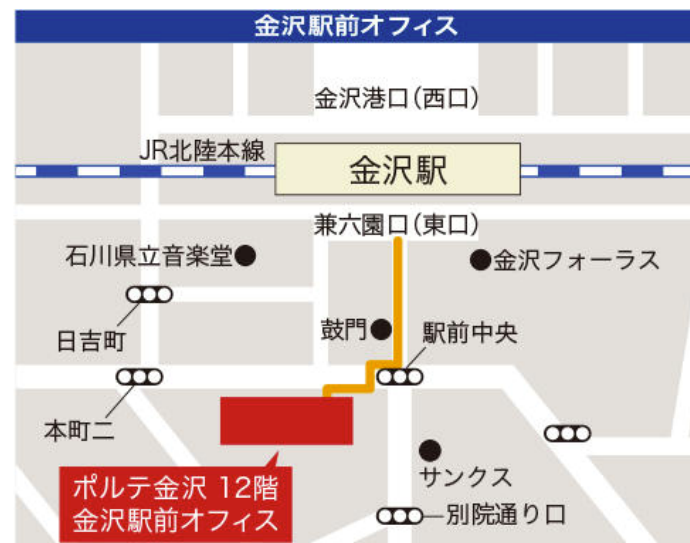 金沢駅前オフィス
金沢港口(西口)
JR北陸本線
金沢駅
兼六園口(東口)
石川県立音楽堂
金沢フォーラス
日吉町
鼓門
駅前中央
本町二
サンクス
ポルテ金沢 12階
金沢駅前オフィス
別院通り口